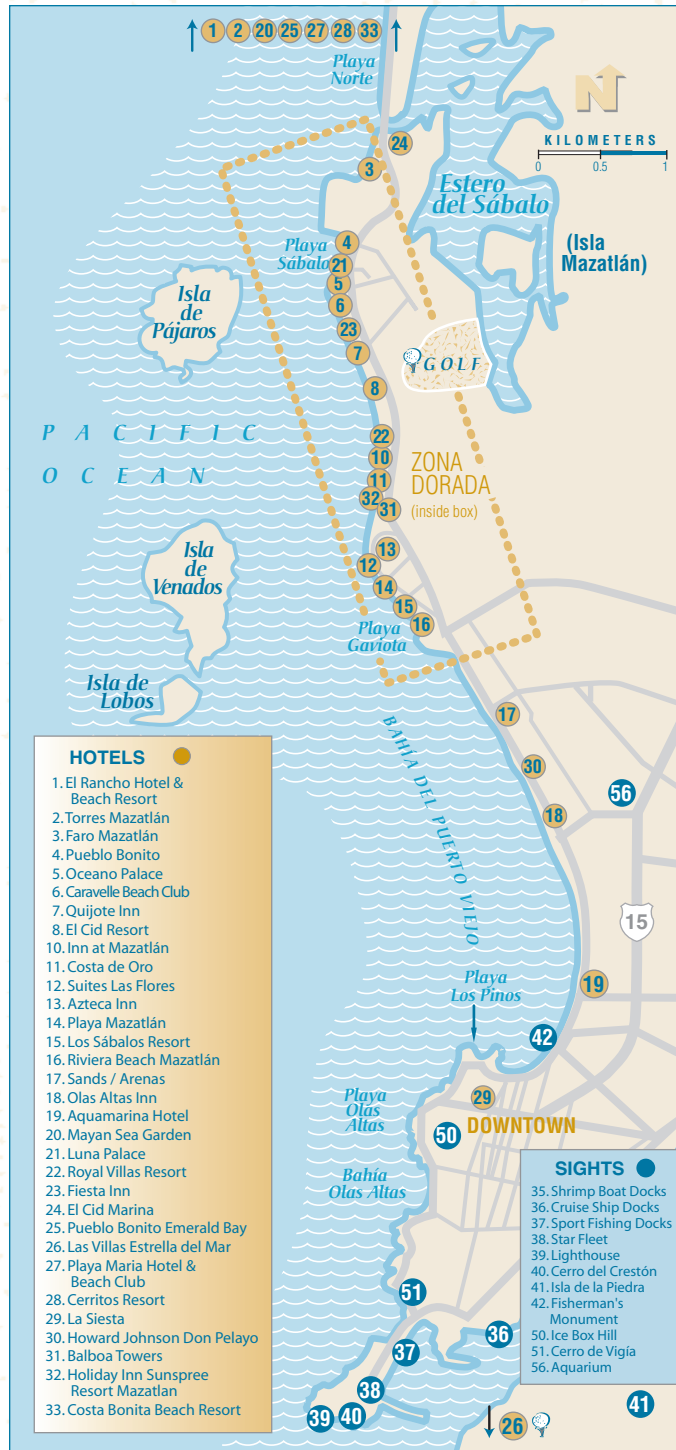 1 2 20 25 27 28 33
Playa
Norte
N
KILOMETERS
0 0.5 1
24
3
Estero
del Sábalo
(Isla
Mazatlán)
Playa
Sábalo
4
21
5
6
23
7
8
Isla
de
Pájaros
GOLF
PACIFIC
OCEAN
22
10
11
32
31
ZONA
DORADA
(inside box)
13
12
14
15
16
Isla
de
Venados
Playa
Gaviota
Isla de
Lobos
17
30
18
56
BAHÍA DEL PUERTO VIEJO
15
19
Playa
Los Pinos
42
29
DOWNTOWN
50
Playa
Olas
Altas
Bahía
Olas Altas
51
36
37
38
39
40
41
26
HOTELS
1. El Rancho Hotel &
Beach Resort
2. Torres Mazatlán
3. Faro Mazatlán
4. Pueblo Bonito
5. Oceano Palace
6. Caravelle Beach Club
7. Quijote Inn
8. El Cid Resort
10. Inn at Mazatlán
11. Costa de Oro
12. Suites Las Flores
13. Azteca Inn
14. Playa Mazatlán
15. Los Sábalos Resort
16. Riviera Beach Mazatlán
17. Sands / Arenas
18. Olas Altas Inn
19. Aquamarina Hotel
20. Mayan Sea Garden
21. Luna Palace
22. Royal Villas Resort
23. Fiesta Inn
24. El Cid Marina
25. Pueblo Bonito Emerald Bay
26. Las Villas Estrella del Mar
27. Playa Maria Hotel &
Beach Club
28. Cerritos Resort
29. La Siesta
30. Howard Johnson Don Pelayo
31. Balboa Towers
32. Holiday Inn Sunspree
Resort Mazatlan
33. Costa Bonita Beach Resort
SIGHTS
35. Shrimp Boat Docks
36. Cruise Ship Docks
37. Sport Fishing Docks
38. Star Fleet
39. Lighthouse
40. Cerro del Crestón
41. Isla de la Piedra
42. Fisherman's
Monument
50. Ice Box Hill
51. Cerro de Vigía
56. Aquarium